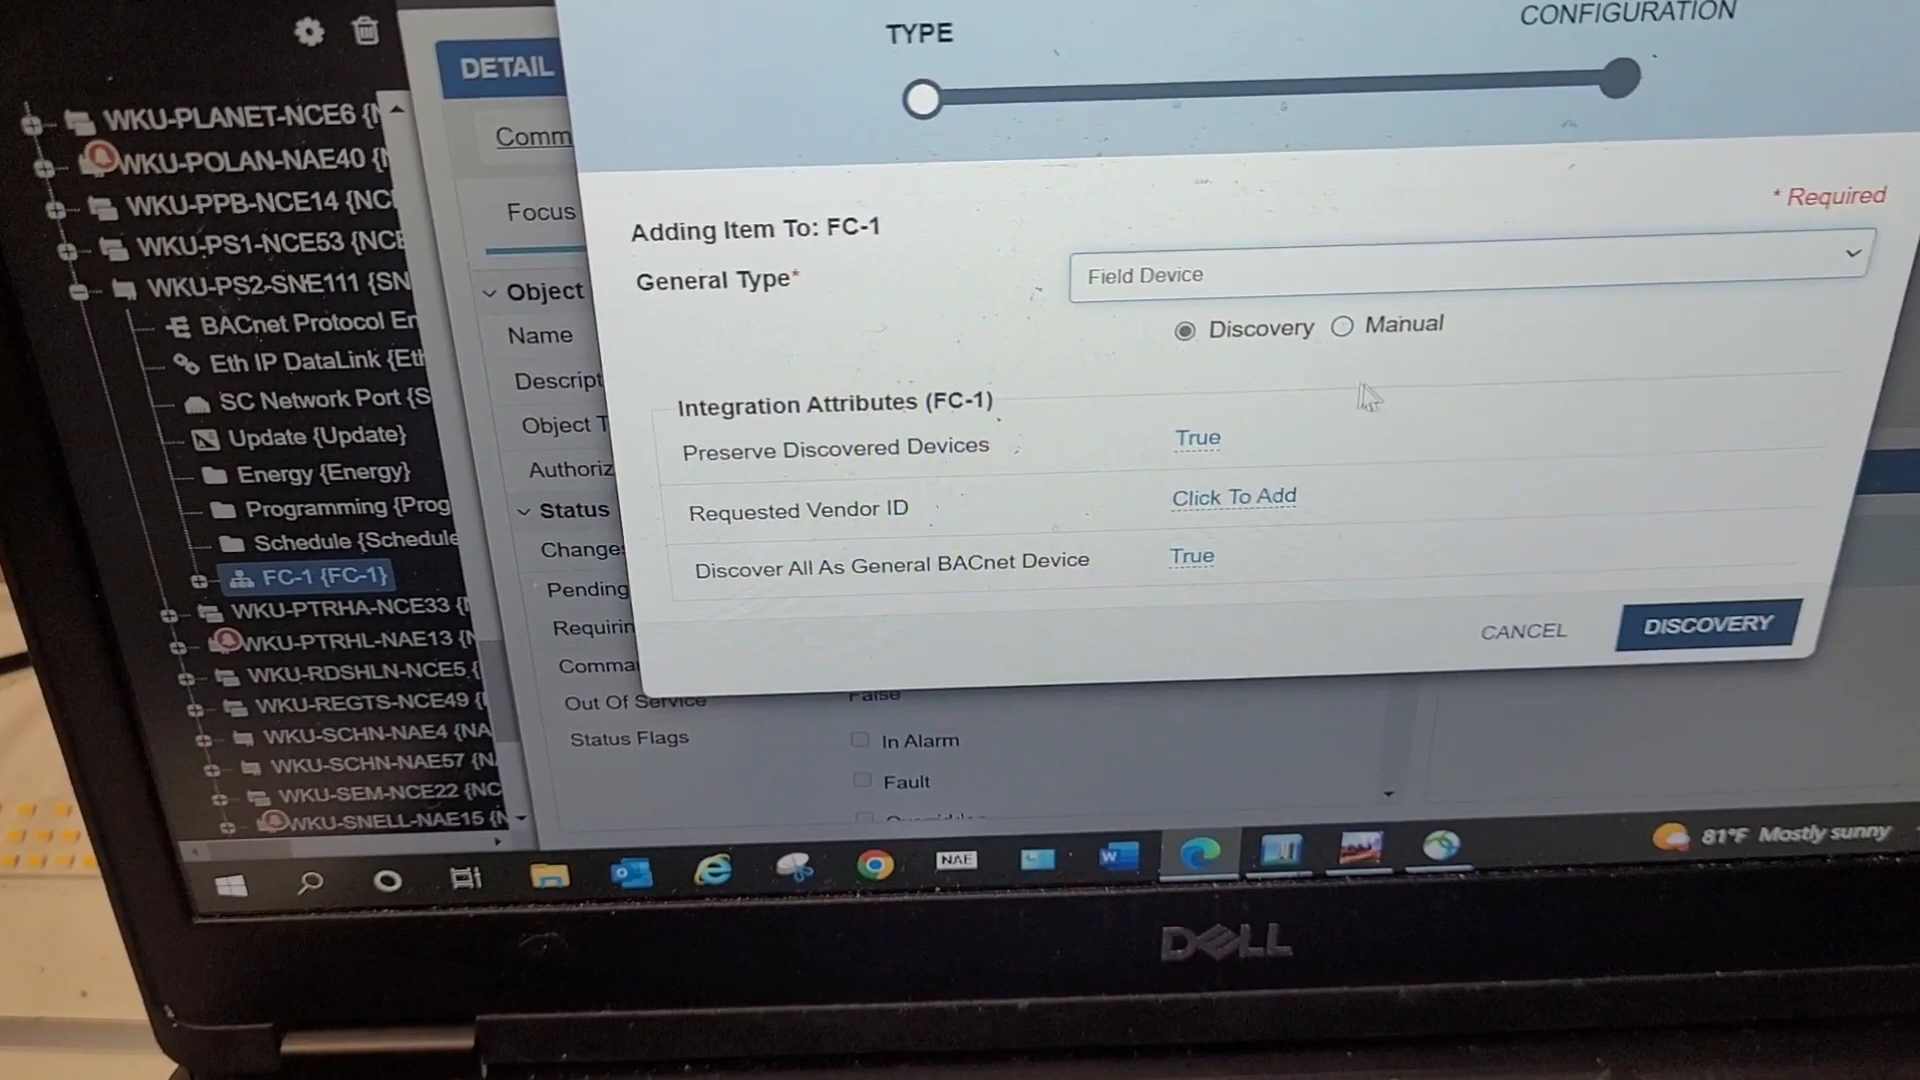 TYPE
CONFIGURATION
* Required
Adding Item To: FC-1
General Type*
Field Device
Discovery
Manual
Integration Attributes (FC-1)
Preserve Discovered Devices
True
Requested Vendor ID
Click To Add
Discover All As General BACnet Device
True
CANCEL
DISCOVERY
WKU-PLANET-NCE6 {N
WKU-POLAN-NAE40 {N
WKU-PPB-NCE14 {NC
WKU-PS1-NCE53 {NCE
WKU-PS2-SNE111 {SN
BACnet Protocol En
Eth IP DataLink {Eth
SC Network Port {S
Update {Update}
Energy {Energy}
Programming {Prog
Schedule {Schedule
FC-1 {FC-1}
WKU-PTRHA-NCE33 {
WKU-PTRHL-NAE13 {N
WKU-RDSHLN-NCE5 {
WKU-REGTS-NCE49 {
WKU-SCHN-NAE4 {NA
WKU-SCHN-NAE57 {N
WKU-SEM-NCE22 {NC
WKU-SNELL-NAE15 {N
DETAIL
Comm
Focus
Object
Name
Descript
Object T
Authoriz
Status
Change
Pending
Requirin
Comma
Out Of Service
False
Status Flags
In Alarm
Fault
NAE
81°F Mostly sunny
DELL